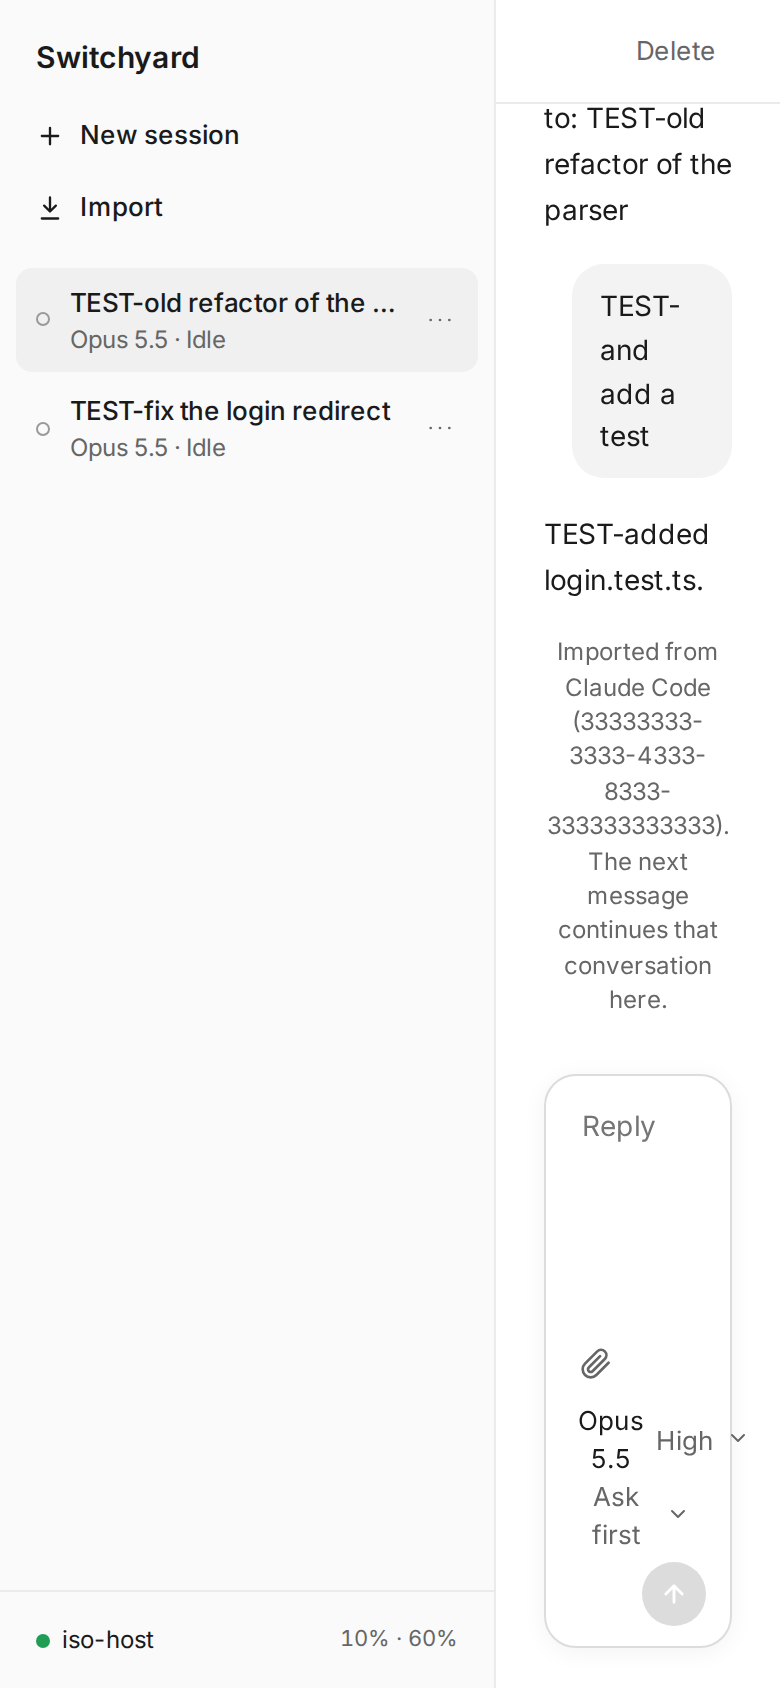 Switchyard
New session
Import
TEST-old refactor of the ...
Opus 5.5 · Idle
TEST-fix the login redirect
Opus 5.5 · Idle
iso-host
10% · 60%
Delete
to: TEST-old
refactor of the
parser
TEST-
and
add a
test
TEST-added
login.test.ts.
Imported from
Claude Code
(33333333-
3333-4333-
8333-
333333333333).
The next
message
continues that
conversation
here.
Reply
Opus
5.5
High
Ask
first